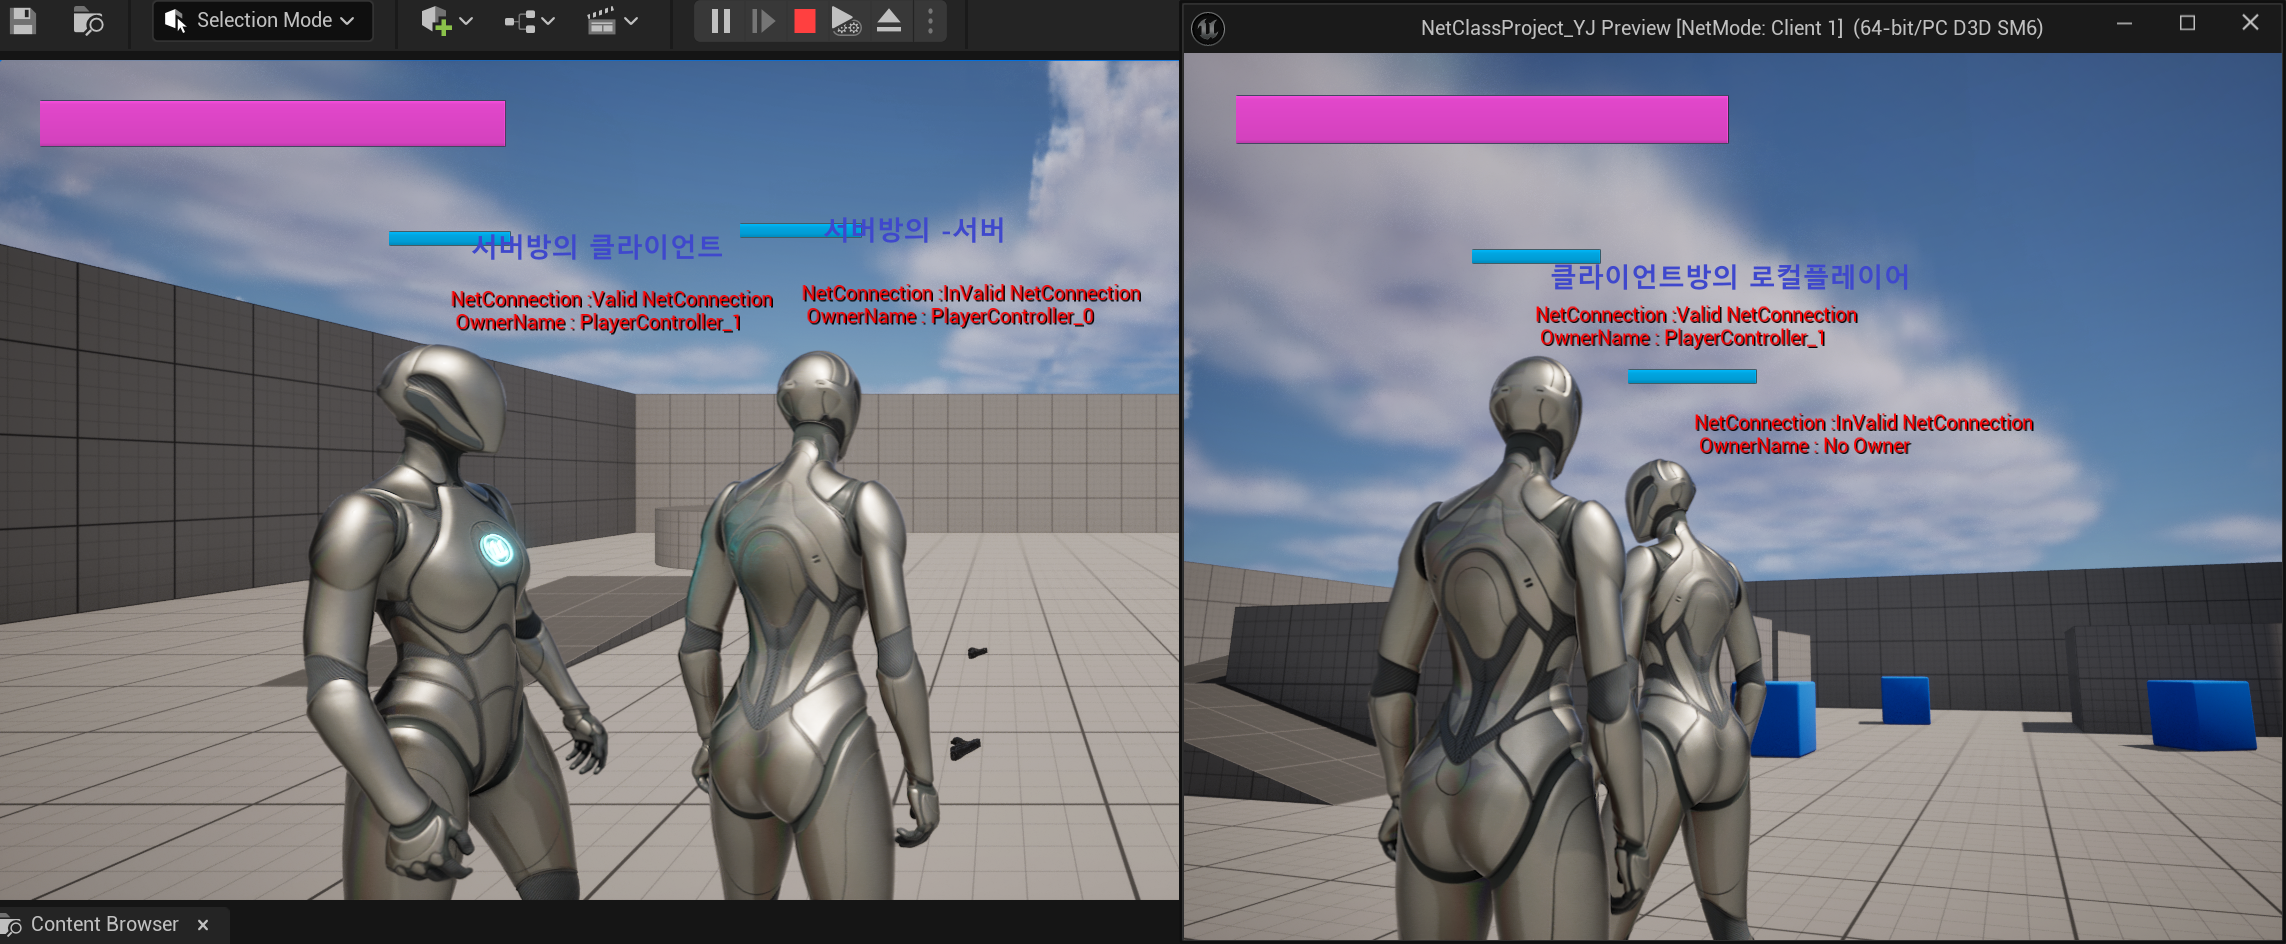 Selection Mode
NetClassProject_YJ Preview [NetMode: Client 1] (64-bit/PC D3D SM6)
서버방의 클라이언트
NetConnection :Valid NetConnection
OwnerName : PlayerController_1
서버방의 -서버
NetConnection :InValid NetConnection
OwnerName : PlayerController_0
클라이언트방의 로컬플레이어
NetConnection :Valid NetConnection
OwnerName : PlayerController_1
NetConnection :InValid NetConnection
OwnerName : No Owner
Content Browser